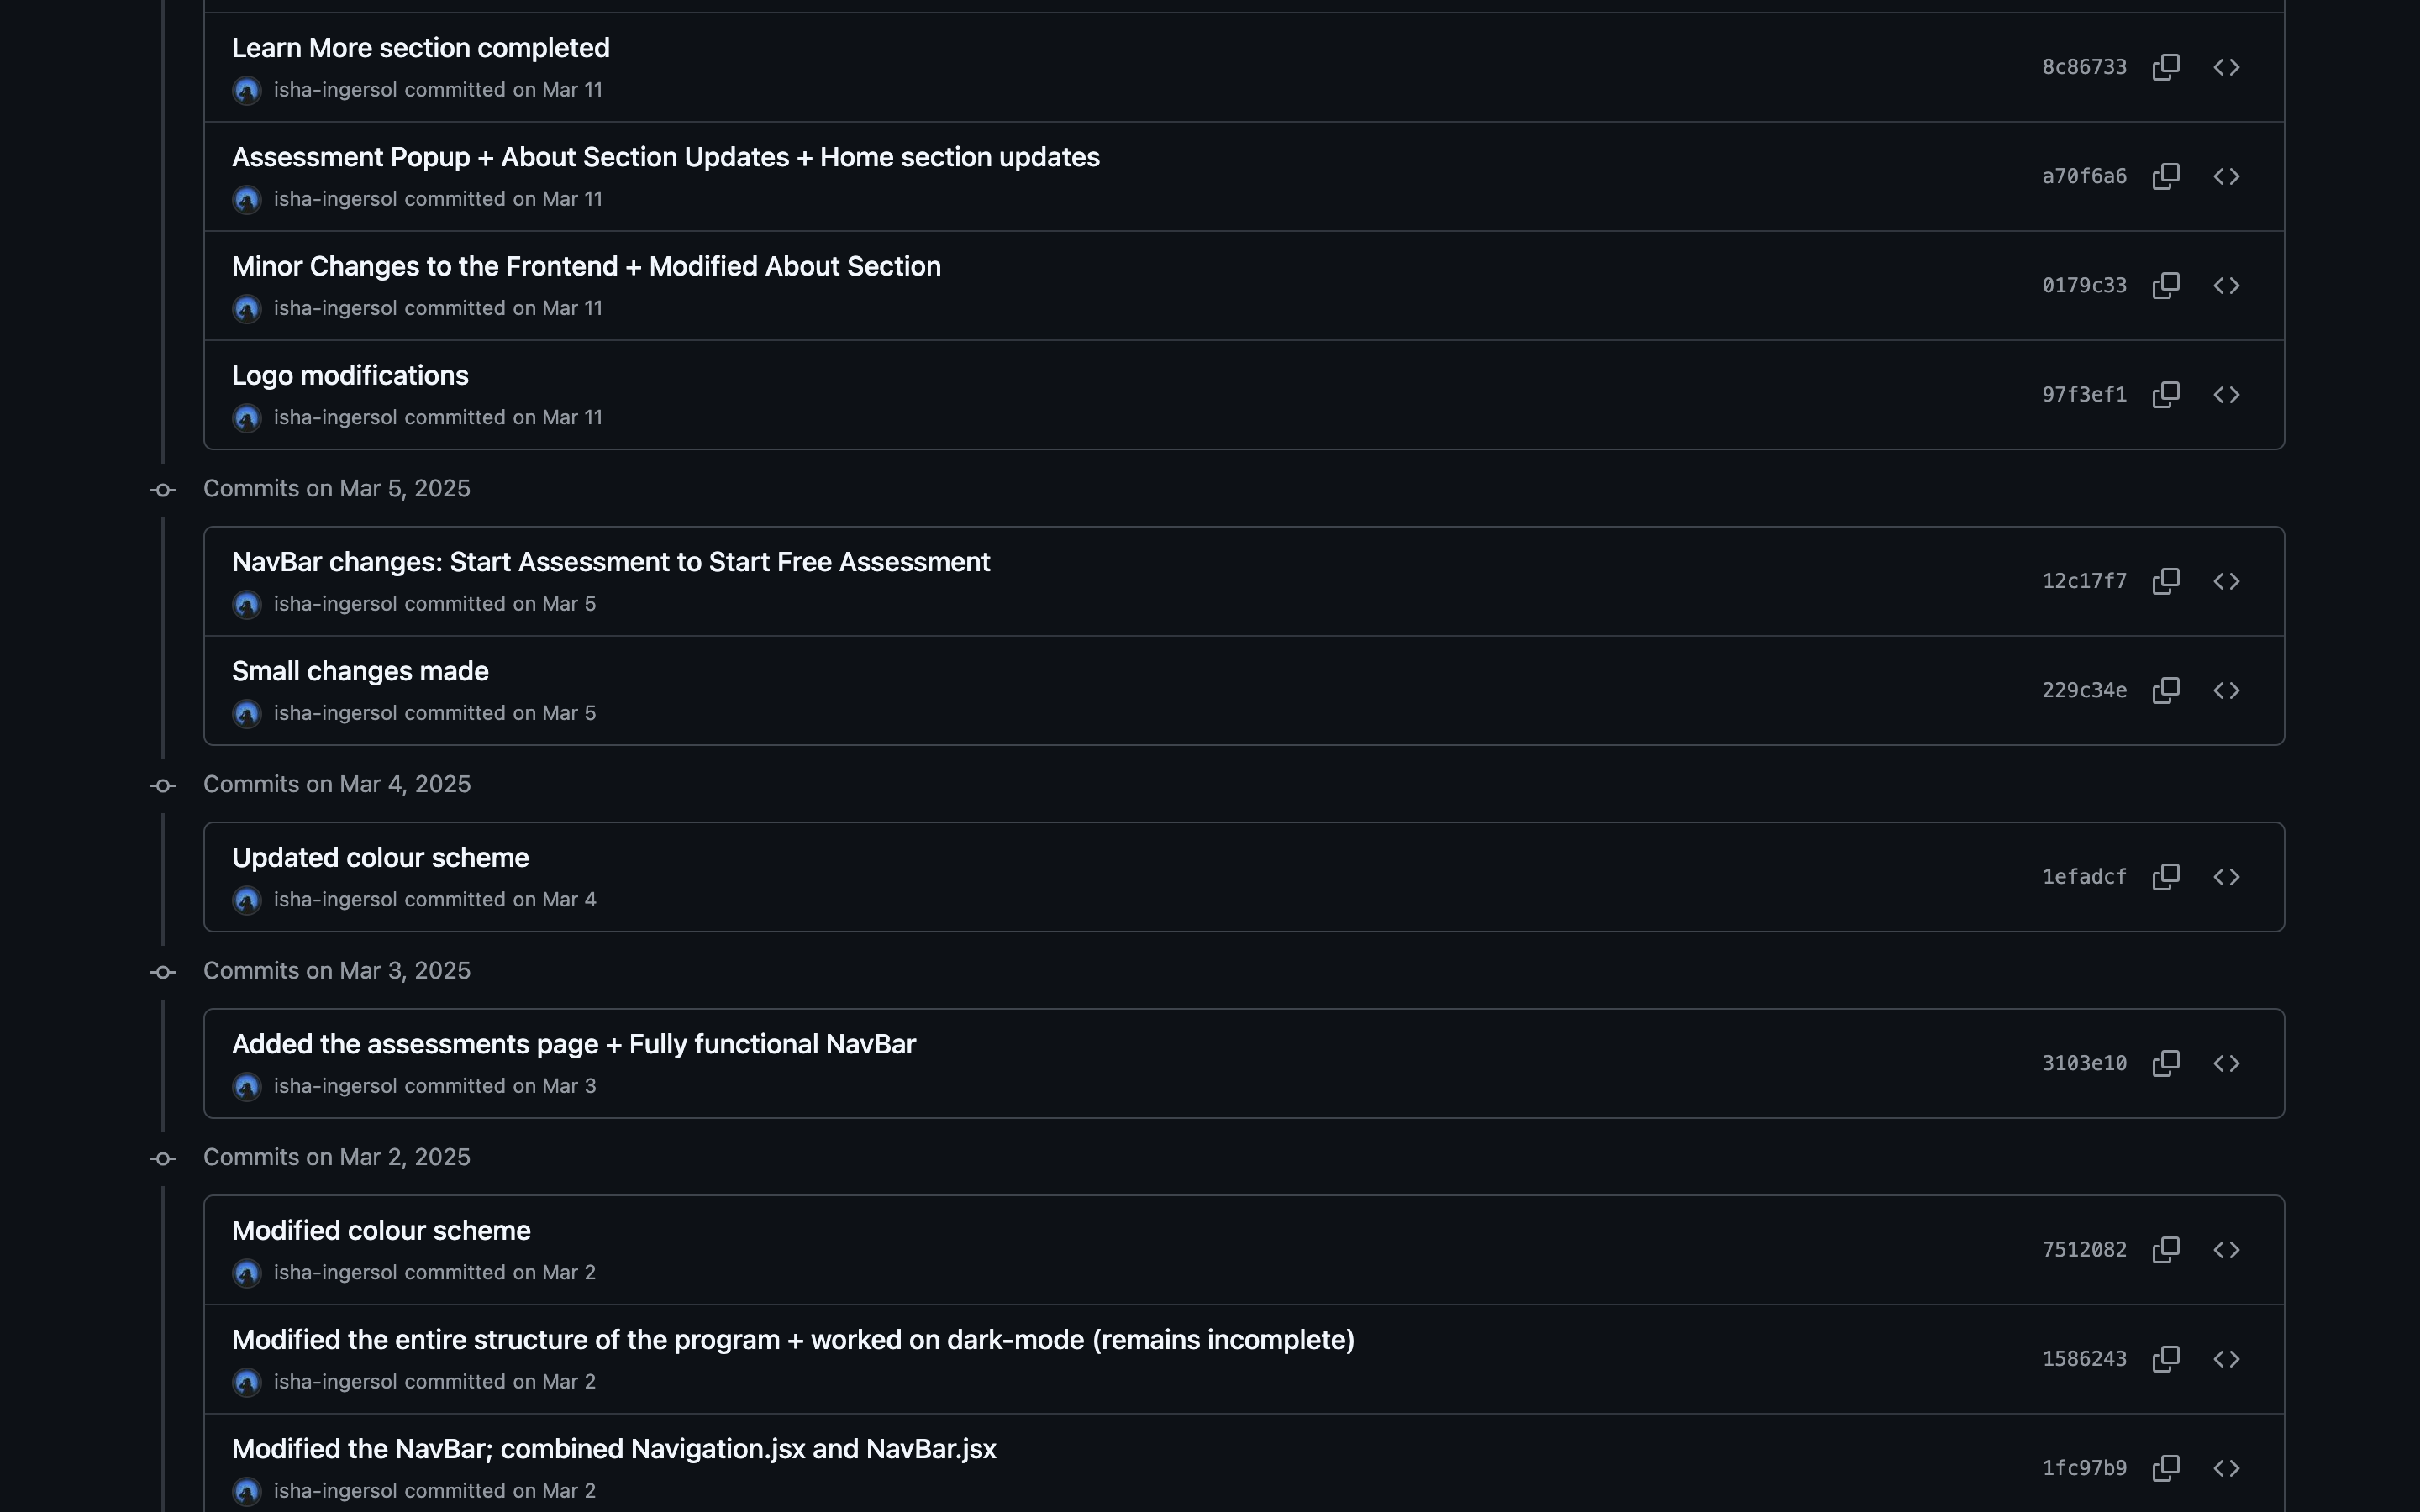 Learn More section completed
isha-ingersol committed on Mar 11
8c86733
Assessment Popup + About Section Updates + Home section updates
isha-ingersol committed on Mar 11
a70f6a6
Minor Changes to the Frontend + Modified About Section
isha-ingersol committed on Mar 11
0179c33
Logo modifications
isha-ingersol committed on Mar 11
97f3ef1
Commits on Mar 5, 2025
NavBar changes: Start Assessment to Start Free Assessment
isha-ingersol committed on Mar 5
12c17f7
Small changes made
isha-ingersol committed on Mar 5
229c34e
Commits on Mar 4, 2025
Updated colour scheme
isha-ingersol committed on Mar 4
1efadcf
Commits on Mar 3, 2025
Added the assessments page + Fully functional NavBar
isha-ingersol committed on Mar 3
3103e10
Commits on Mar 2, 2025
Modified colour scheme
isha-ingersol committed on Mar 2
7512082
Modified the entire structure of the program + worked on dark-mode (remains incomplete)
isha-ingersol committed on Mar 2
1586243
Modified the NavBar; combined Navigation.jsx and NavBar.jsx
isha-ingersol committed on Mar 2
1fc97b9